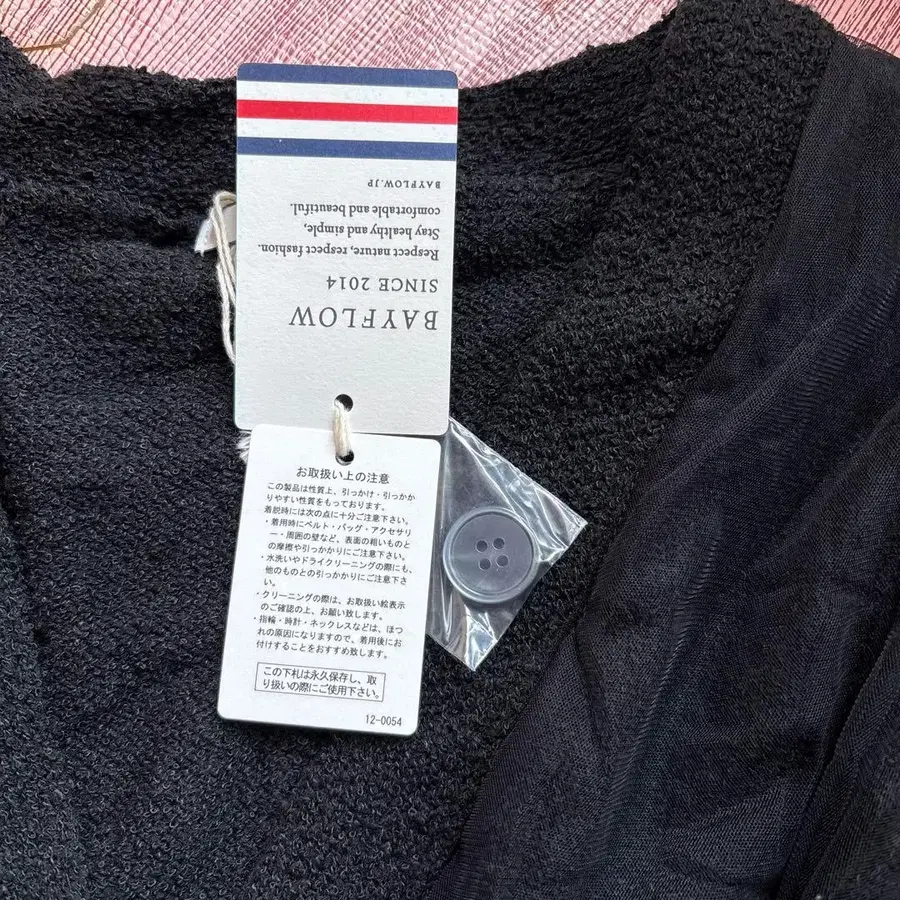 BAYFLOW
SINCE 2014
Respect nature, respect fashion.
Stay healthy and simple,
comfortable and beautiful.
BAYFLOW.JP
お取扱い上の注意
この製品は性質上、引っかけ・引っかか
りやすい性質をもっております。
着脱時には次の点に十分ご注意下さい。
・着用時にベルト・バッグ・アクセサリ
ー・周囲の壁など、表面の粗いものと
の摩擦や引っかかりにご注意下さい。
・水洗いやドライクリーニングの際にも、
他のものとの引っかかりにご注意下さ
い。
・クリーニングの際は、お取扱い絵表示
のご確認の上、お願い致します。
・指輪・時計・ネックレスなどは、ほつ
れの原因になりますので、着用後にお
付けすることをおすすめ致します。
この下札は永久保存し、取
り扱いの際にご使用下さい。
12-0054